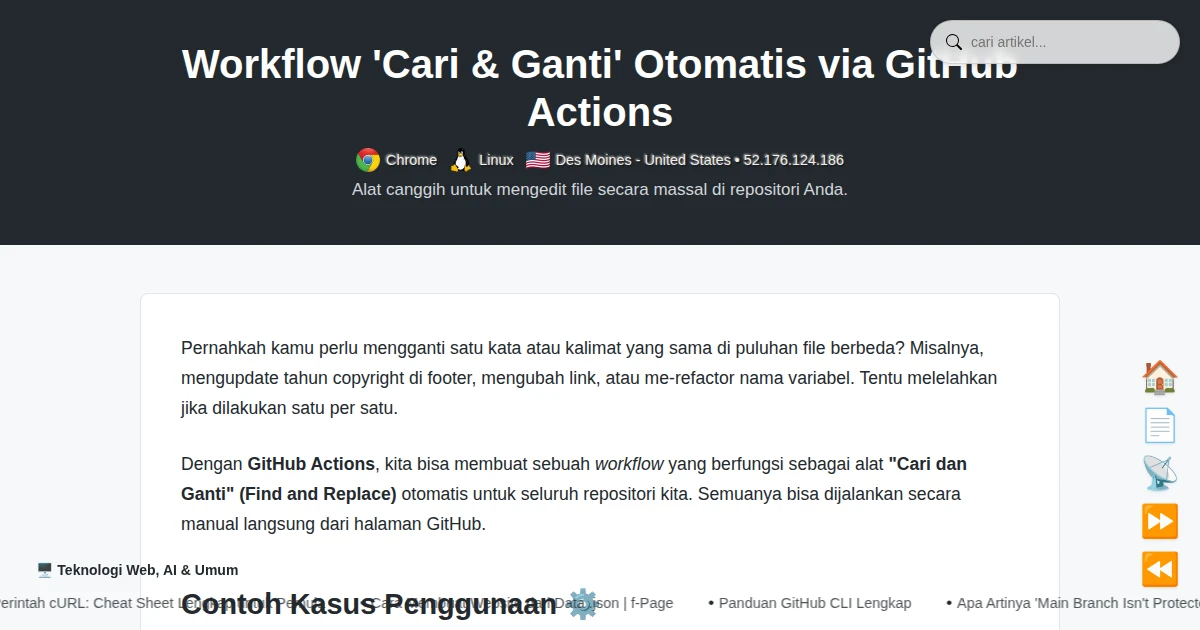 cari artikel...
Workflow 'Cari & Ganti' Otomatis via GitHub
Actions
Chrome Linux Des Moines - United States • 52.176.124.186
Alat canggih untuk mengedit file secara massal di repositori Anda.
Pernahkah kamu perlu mengganti satu kata atau kalimat yang sama di puluhan file berbeda? Misalnya,
mengupdate tahun copyright di footer, mengubah link, atau me-refactor nama variabel. Tentu melelahkan
jika dilakukan satu per satu.
Dengan GitHub Actions, kita bisa membuat sebuah workflow yang berfungsi sebagai alat "Cari dan
Ganti" (Find and Replace) otomatis untuk seluruh repositori kita. Semuanya bisa dijalankan secara
manual langsung dari halaman GitHub.
Teknologi Web, AI & Umum
Contoh Kasus Penggunaan
erintah cURL: Cheat Sheet | f-Page • Panduan GitHub CLI Lengkap • Apa Artinya 'Main Branch Isn't Protect